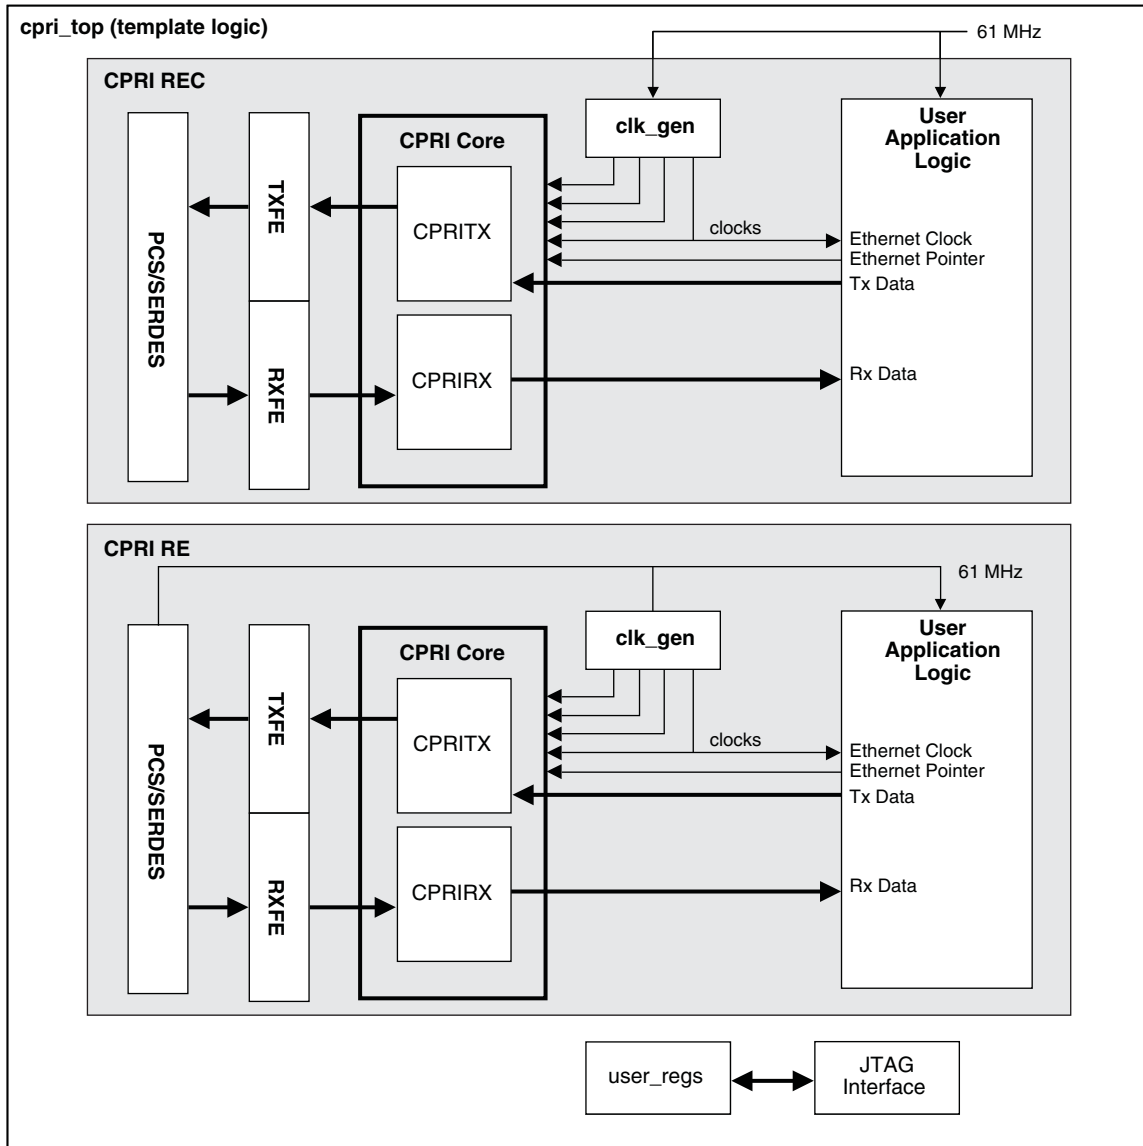 cpri_top (template logic)
61 MHz
CPRI REC
clk_gen
User
Application
Logic
CPRI Core
PCS/SERDES
TXFE
CPRITX
clocks
Ethernet Clock
Ethernet Pointer
Tx Data
RXFE
CPRIRX
Rx Data
CPRI RE
61 MHz
clk_gen
User
Application
Logic
CPRI Core
PCS/SERDES
TXFE
CPRITX
clocks
Ethernet Clock
Ethernet Pointer
Tx Data
RXFE
CPRIRX
Rx Data
user_regs
JTAG
Interface